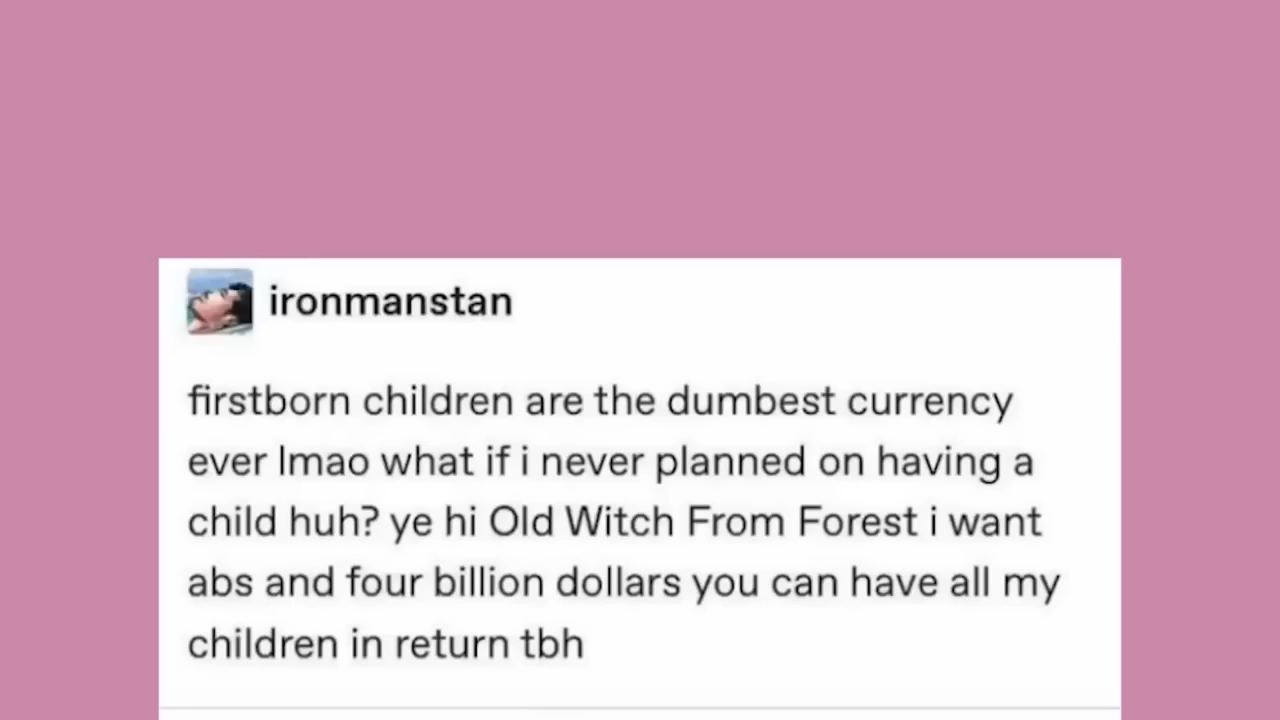 ironmanstan
firstborn children are the dumbest currency
ever lmao what if i never planned on having a
child huh? ye hi Old Witch From Forest i want
abs and four billion dollars you can have all my
children in return tbh